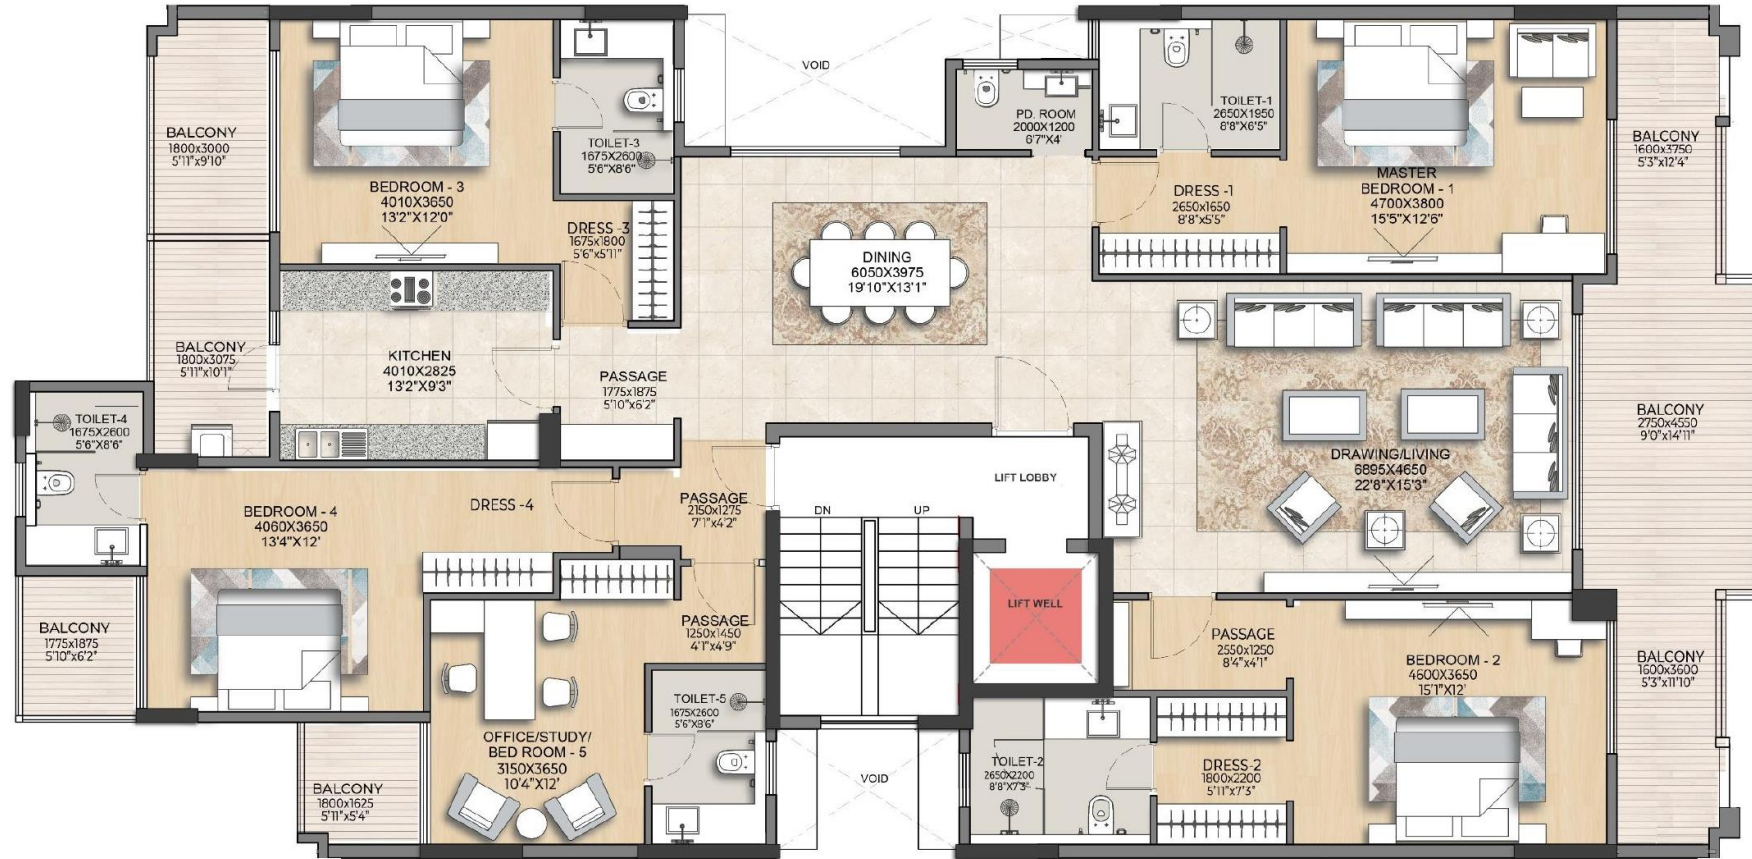 BALCONY
1800x3000
5'11"x9'10"
BEDROOM - 3
4010X3650
13'2"X12'0"
TOILET-3
1675X2600
5'6"X8'6"
DRESS -3
1675x1800
5'6"x5'11"
VOID
PD. ROOM
2000X1200
6'7"X4'
TOILET-1
2650X1950
8'8"X6'5"
DRESS -1
2650x1650
8'8"x5'5"
MASTER
BEDROOM - 1
4700X3800
15'5"X12'6"
BALCONY
1600x3750
5'3"x12'4"
DINING
6050X3975
19'10"X13'1"
BALCONY
1800x3075
5'11"x10'1"
KITCHEN
4010X2825
13'2"X9'3"
PASSAGE
1775x1875
5'10"x6'2"
TOILET-4
1675X2600
5'6"X8'6"
BALCONY
2750x4550
9'0"x14'11"
DRAWING/LIVING
6895X4650
22'8"X15'3"
LIFT LOBBY
DN
UP
BEDROOM - 4
4060X3650
13'4"X12'
DRESS -4
PASSAGE
2150x1275
7'1"x4'2"
LIFT WELL
PASSAGE
1250x1450
4'1"x4'9"
BALCONY
1775x1875
5'10"x6'2"
PASSAGE
2550x1250
8'4"x4'1"
BEDROOM - 2
4600X3650
15'1"X12'
BALCONY
1600x3600
5'3"x11'10"
TOILET-5
1675X2600
5'6"X8'6"
OFFICE/STUDY/
BED ROOM - 5
3150X3650
10'4"X12'
BALCONY
1800x1625
5'11"x5'4"
VOID
TOILET-2
2650X2200
8'8"X7'3"
DRESS-2
1800x2200
5'11"x7'3"